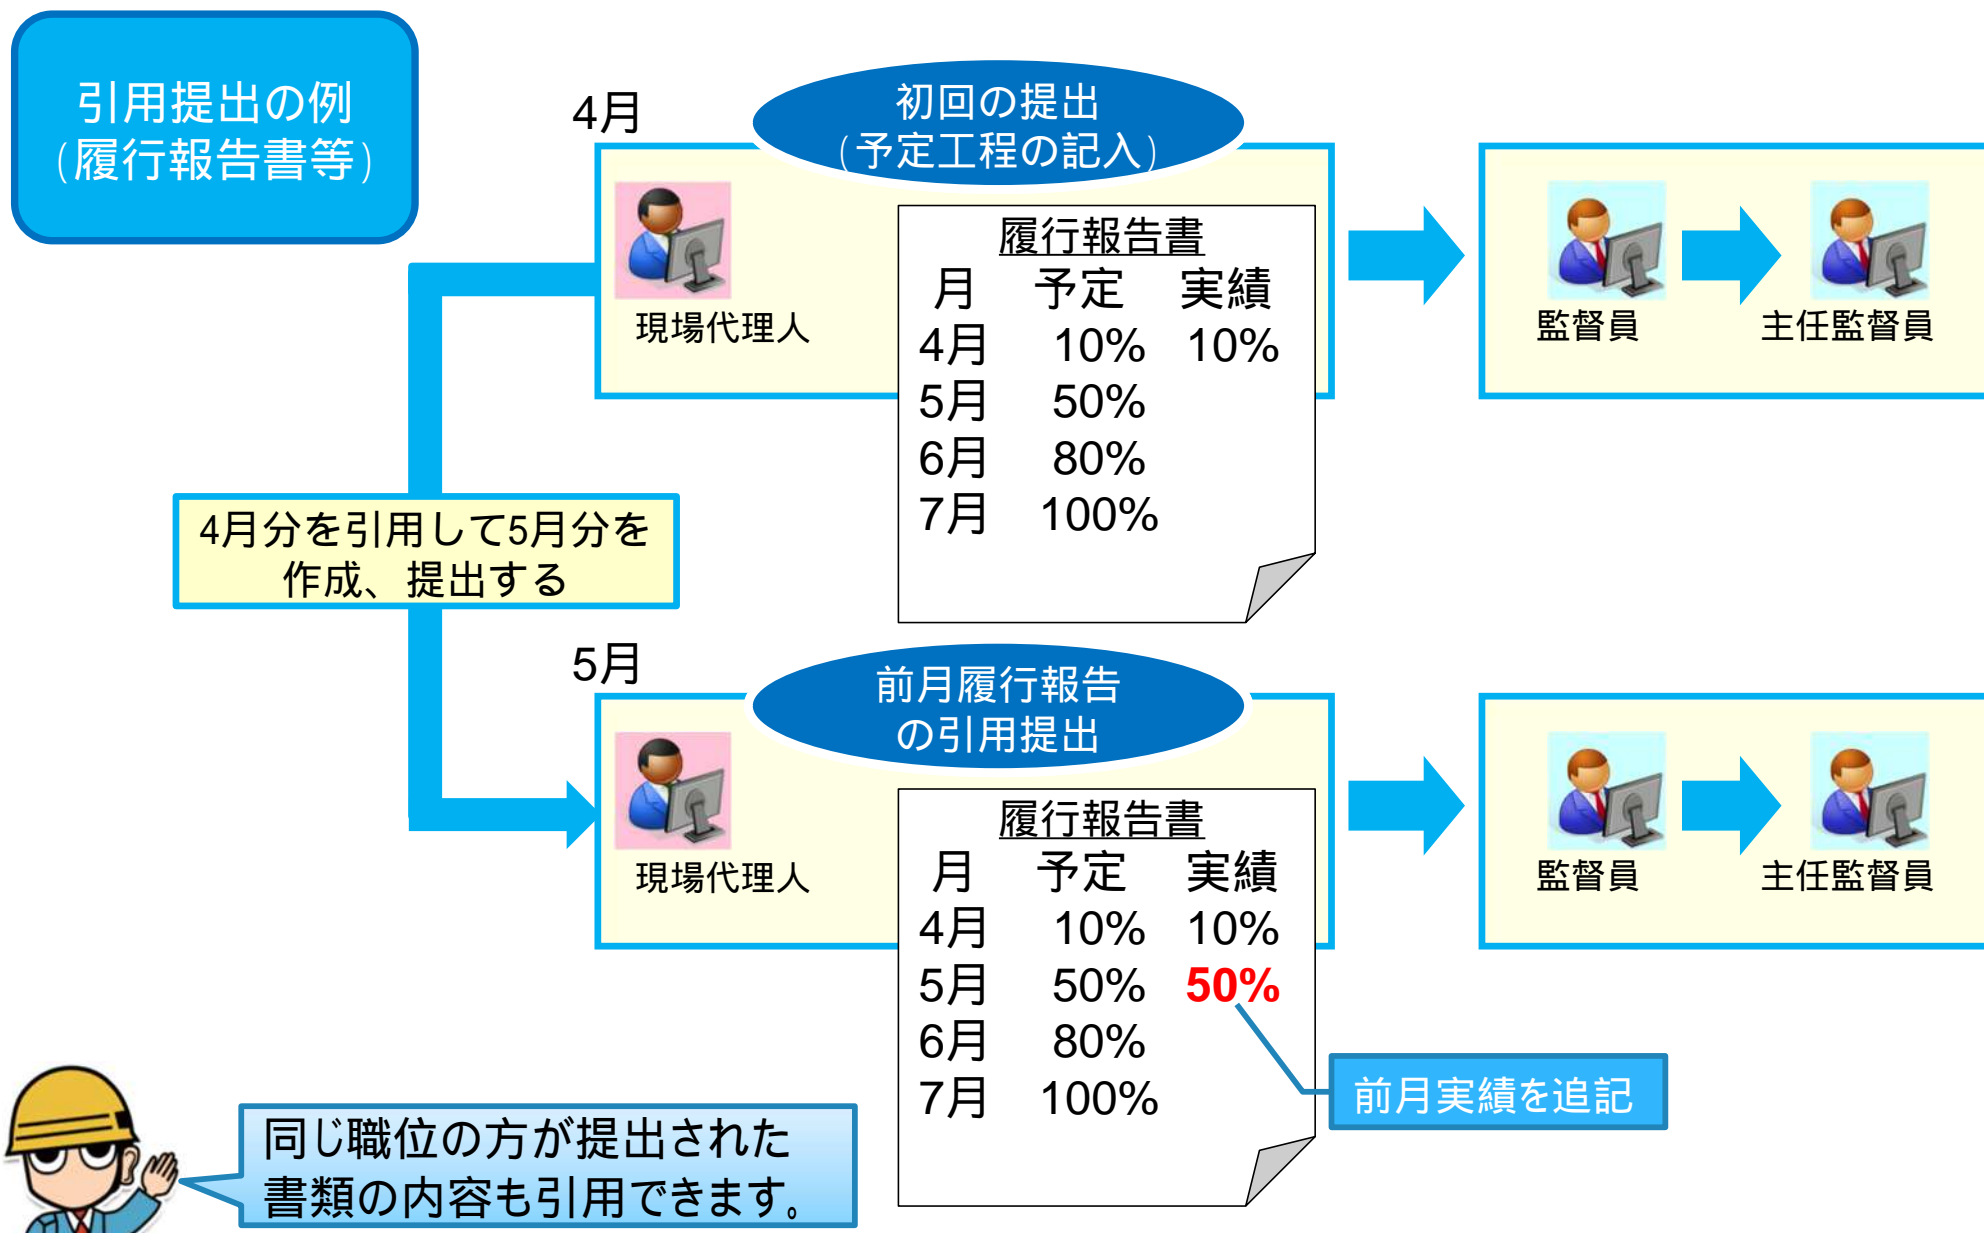 引用提出の例
(履行報告書等)
4月
初回の提出
(予定工程の記入)
現場代理人
履行報告書
月 予定 実績
4月 10% 10%
5月 50%
6月 80%
7月 100%
監督員
主任監督員
4月分を引用して5月分を
作成、提出する
5月
前月履行報告
の引用提出
現場代理人
履行報告書
月 予定 実績
4月 10% 10%
5月 50% 50%
6月 80%
7月 100%
前月実績を追記
監督員
主任監督員
同じ職位の方が提出された
書類の内容も引用できます。